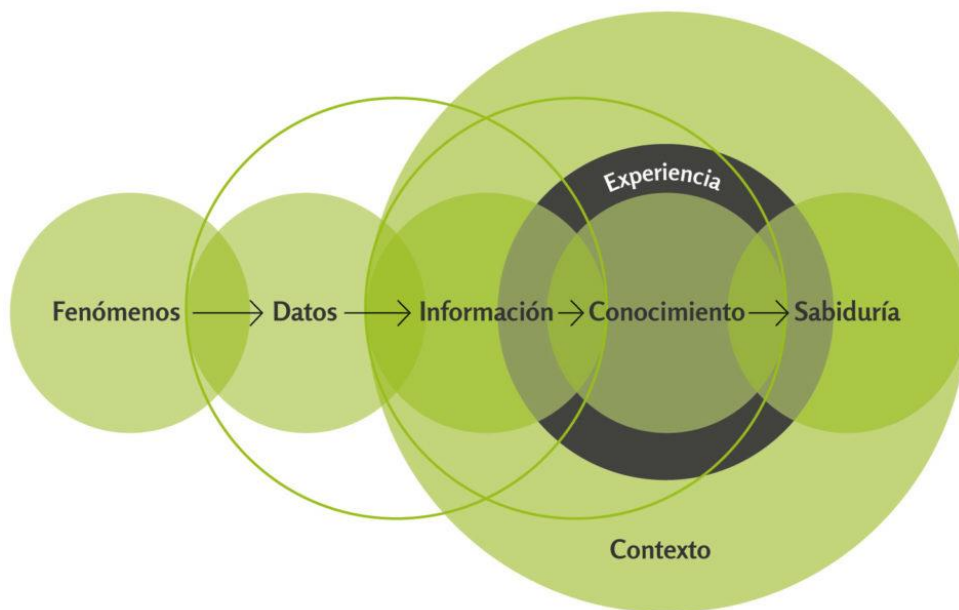 Experiencia
Fenómenos → Datos → Información → Conocimiento → Sabiduría
Contexto